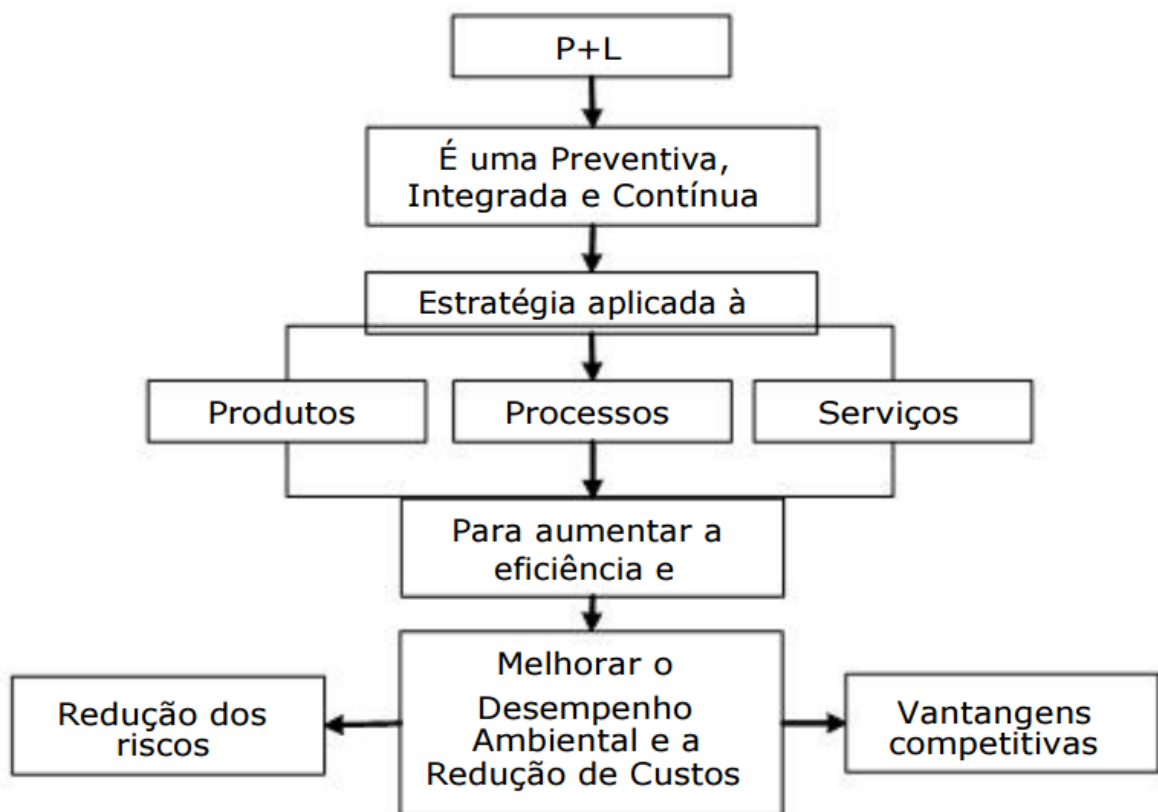 P+L
É uma Preventiva,
Integrada e Contínua
Estratégia aplicada à
Produtos
Processos
Serviços
Para aumentar a
eficiência e
Melhorar o
Desempenho
Ambiental e a
Redução de Custos
Redução dos
riscos
Vantangens
competitivas